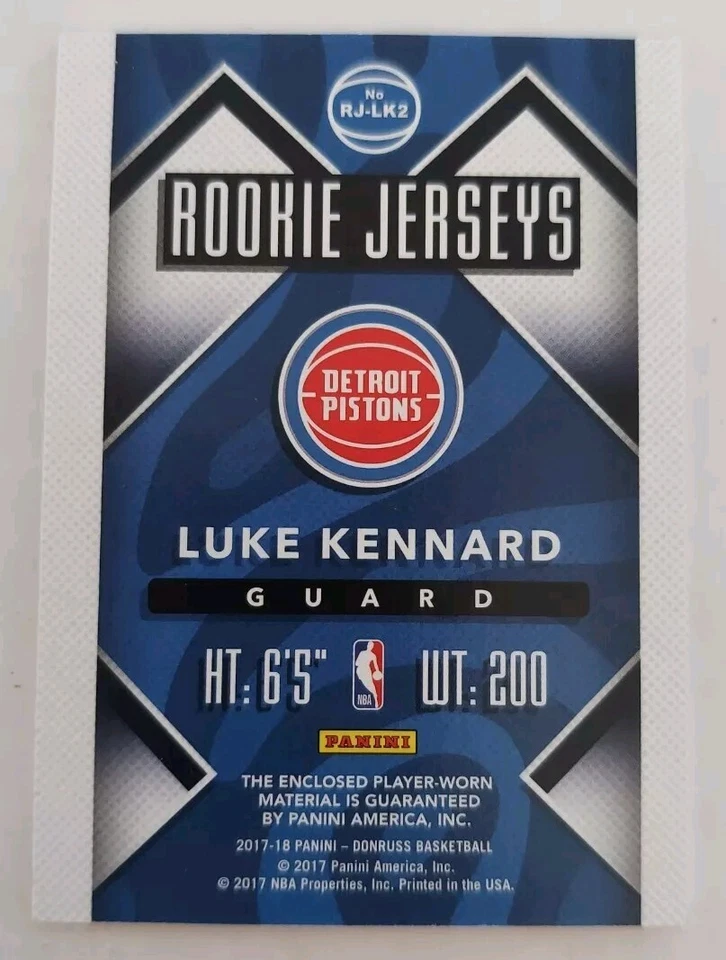 No
RJ-LK2
ROOKIE JERSEYS
DETROIT
PISTONS
LUKE KENNARD
GUARD
HT: 6'5" NBA WT: 200
PANINI
THE ENCLOSED PLAYER-WORN
MATERIAL IS GUARANTEED
BY PANINI AMERICA, INC.
2017-18 PANINI – DONRUSS BASKETBALL
© 2017 Panini America, Inc.
© 2017 NBA Properties, Inc. Printed in the USA.